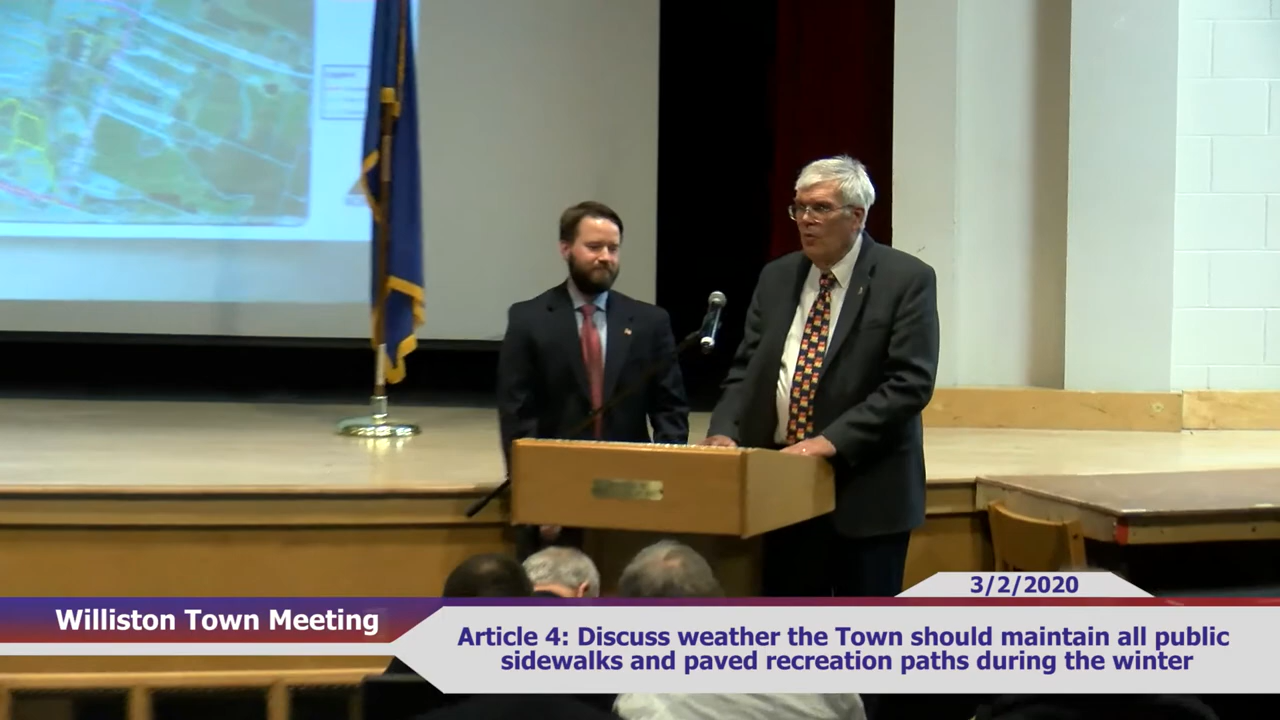 3/2/2020
Williston Town Meeting
Article 4: Discuss weather the Town should maintain all public
sidewalks and paved recreation paths during the winter